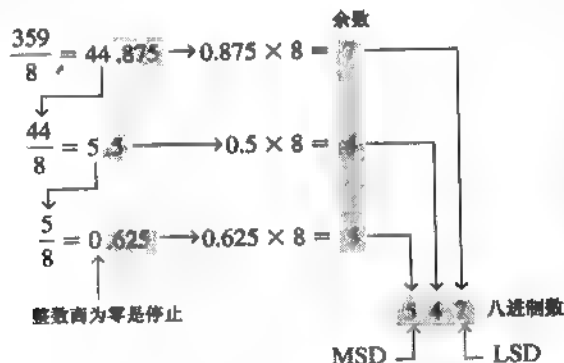 余数
359/8 = 44 .875 → 0.875 × 8 = 7
44/8 = 5 .5 → 0.5 × 8 = 4
5/8 = 0 .625 → 0.625 × 8 = 5
整数商为零是停止
5 4 7 八进制数
MSD LSD